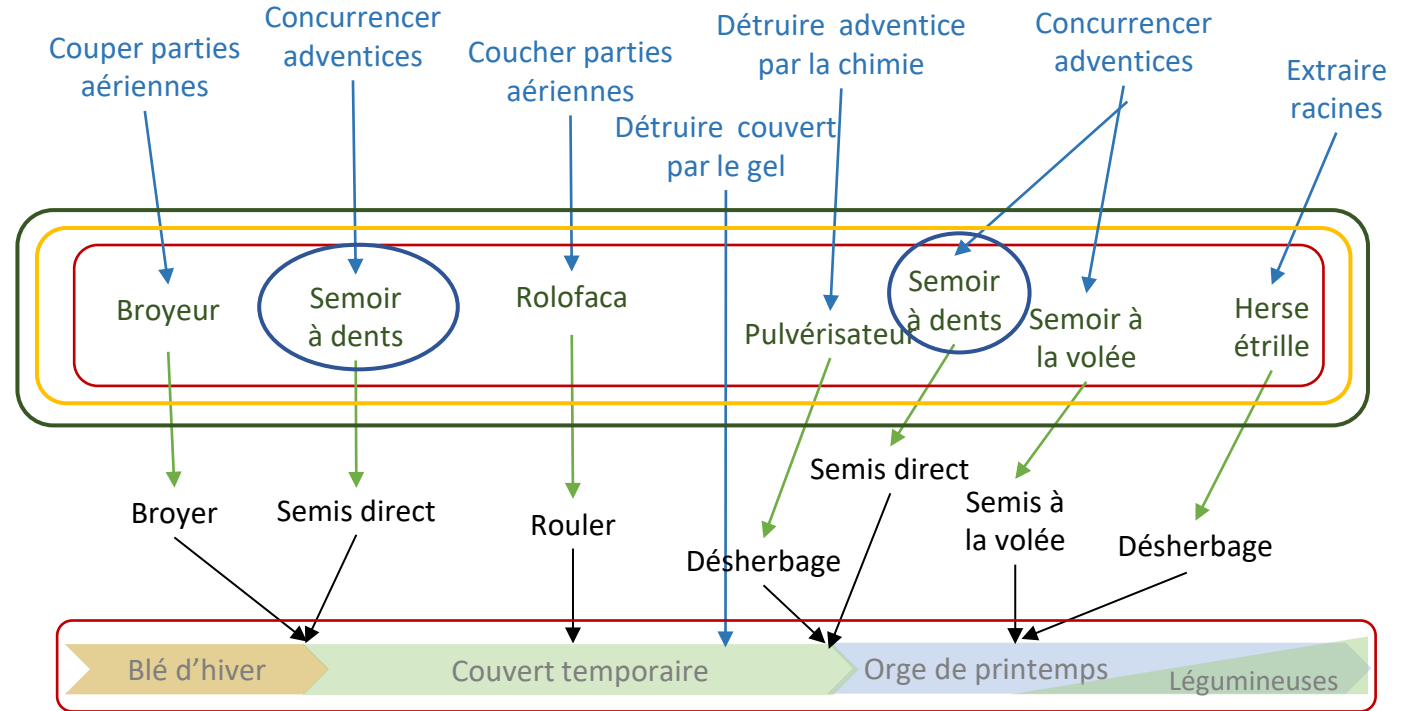 Couper parties
aériennes
Concurrencer
adventices
Coucher parties
aériennes
Détruire couvert
par le gel
Détruire adventice
par la chimie
Concurrencer
adventices
Extraire
racines
Broyeur
Semoir
à dents
Rolofaca
Pulvérisateur
Semoir
à dents
Semoir à
la volée
Herse
étrille
Broyer
Semis direct
Rouler
Désherbage
Semis direct
Semis à
la volée
Désherbage
Blé d’hiver
Couvert temporaire
Orge de printemps
Légumineuses